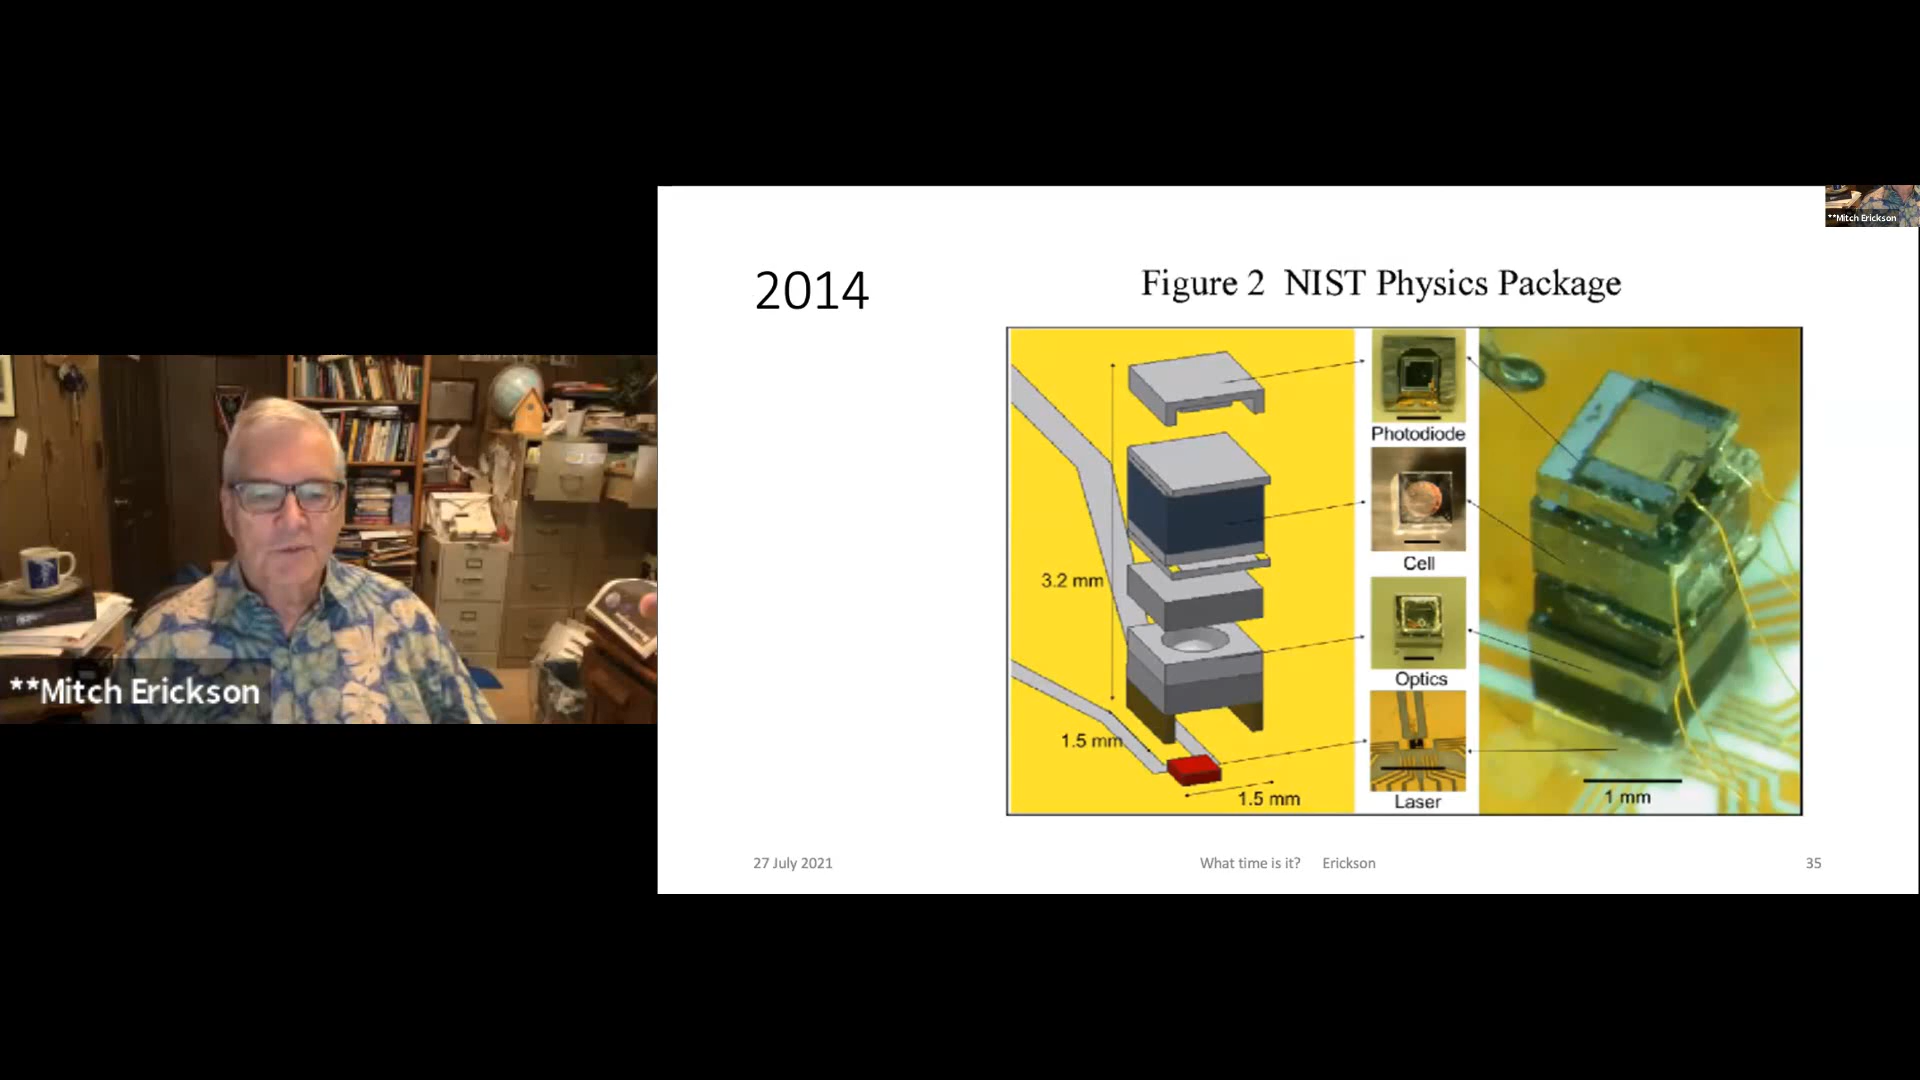 **Mitch Erickson
**Mitch Erickson
2014
Figure 2 NIST Physics Package
3.2 mm
1.5 mm
1.5 mm
Photodiode
Cell
Optics
Laser
1 mm
27 July 2021
What time is it? Erickson
35